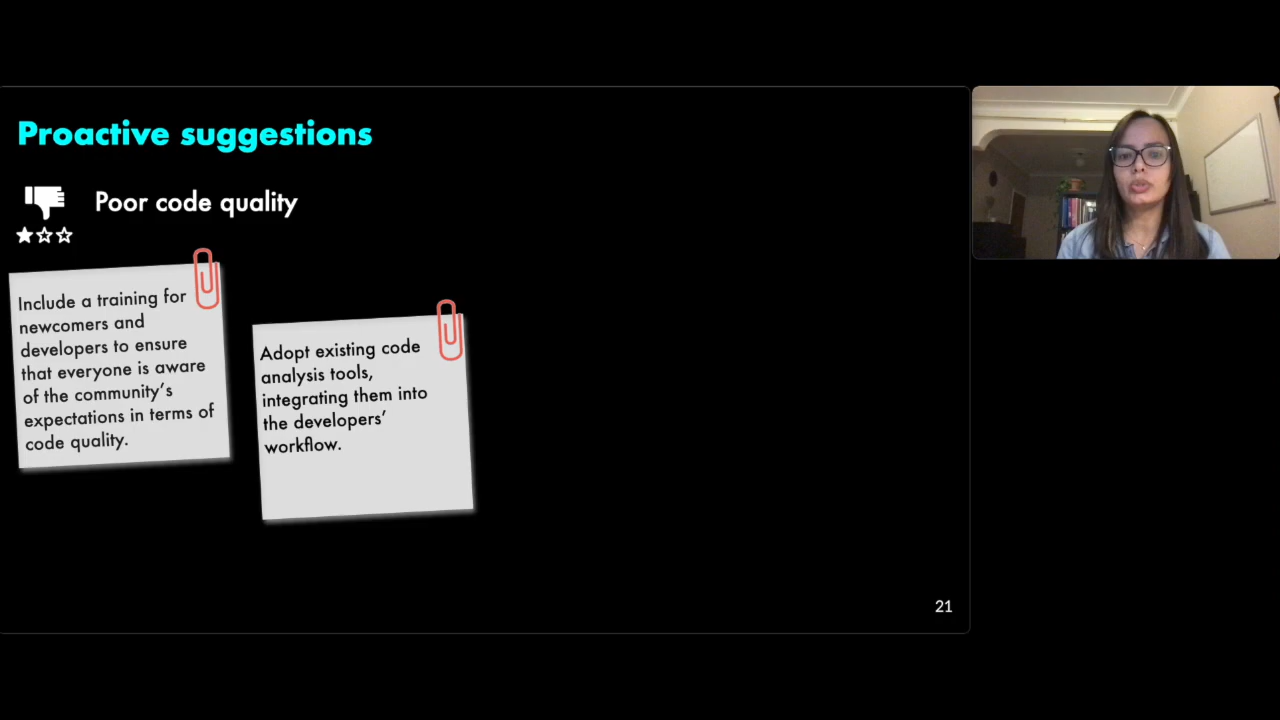 Proactive suggestions
Poor code quality
Include a training for
newcomers and
developers to ensure
that everyone is aware
of the community’s
expectations in terms of
code quality.
Adopt existing code
analysis tools,
integrating them into
the developers’
workflow.
21